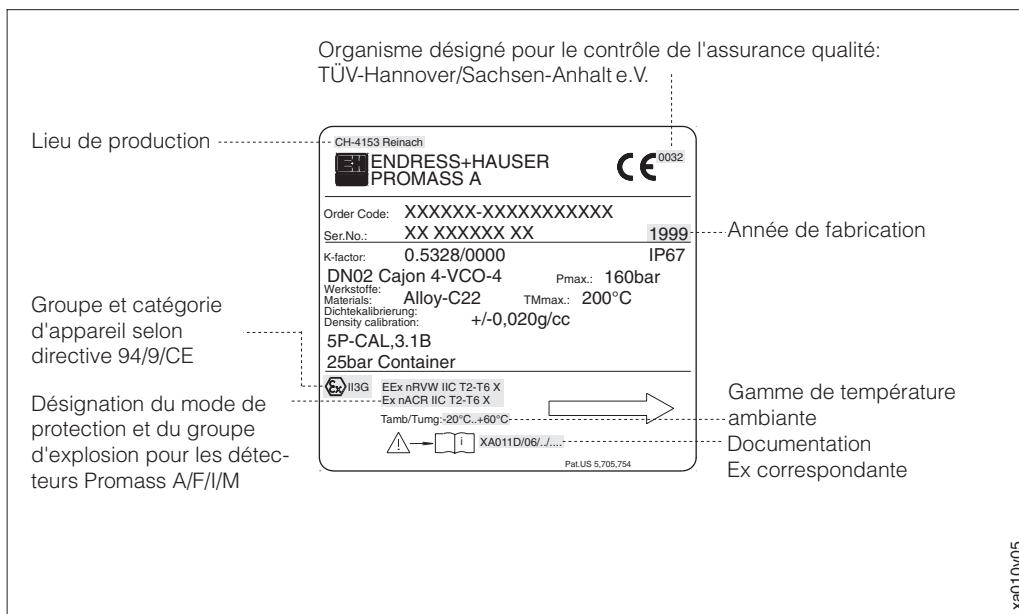 Organisme désigné pour le contrôle de l'assurance qualité:
TÜV-Hannover/Sachsen-Anhalt e.V.
Lieu de production
CH-4153 Reinach
EH ENDRESS+HAUSER
PROMASS A
CE 0032
Order Code: XXXXXX-XXXXXXXXXXX
Ser.No.: XX XXXXXX XX 1999
Année de fabrication
K-factor: 0.5328/0000 IP67
DN02 Cajon 4-VCO-4 Pmax.: 160bar
Werkstoffe:
Materials: Alloy-C22 TMmax.: 200°C
Dichtekalibrierung:
Density calibration: +/-0,020g/cc
5P-CAL,3.1B
25bar Container
Groupe et catégorie
d'appareil selon
directive 94/9/CE
Ex II3G EEx nRVW IIC T2-T6 X
Ex nACR IIC T2-T6 X
Tamb/Tumg:-20°C..+60°C
i XA011D/06/../....
Pat.US 5,705,754
Désignation du mode de
protection et du groupe
d'explosion pour les détec-
teurs Promass A/F/I/M
Gamme de température
ambiante
Documentation
Ex correspondante
xa010y05